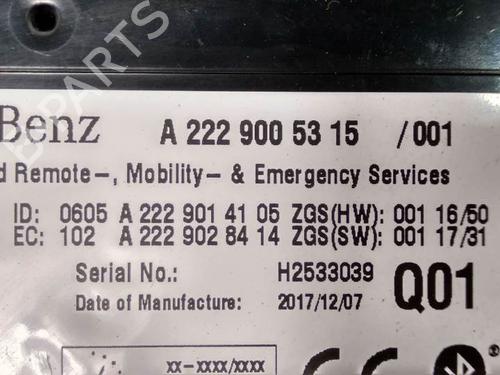 Benz A 222 900 53 15 /001
d Remote-, Mobility- & Emergency Services
ID: 0605 A 222 901 41 05 ZGS(HW): 001 16/50
EC: 102 A 222 902 84 14 ZGS(SW): 001 17/31
Serial No.: H2533039 Q01
Date of Manufacture: 2017/12/07
xx-xxxx/xxxx